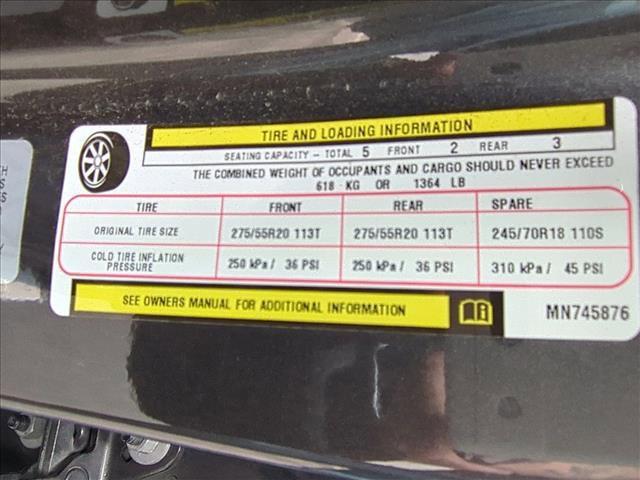 TIRE AND LOADING INFORMATION
SEATING CAPACITY - TOTAL 5 FRONT 2 REAR 3
THE COMBINED WEIGHT OF OCCUPANTS AND CARGO SHOULD NEVER EXCEED
618 KG OR 1364 LB
TIRE FRONT REAR SPARE
ORIGINAL TIRE SIZE 275/55R20 113T 275/55R20 113T 245/70R18 110S
COLD TIRE INFLATION
PRESSURE 250 kPa/ 36 PSI 250 kPa/ 36 PSI 310 kPa/ 45 PSI
SEE OWNERS MANUAL FOR ADDITIONAL INFORMATION
MN745876